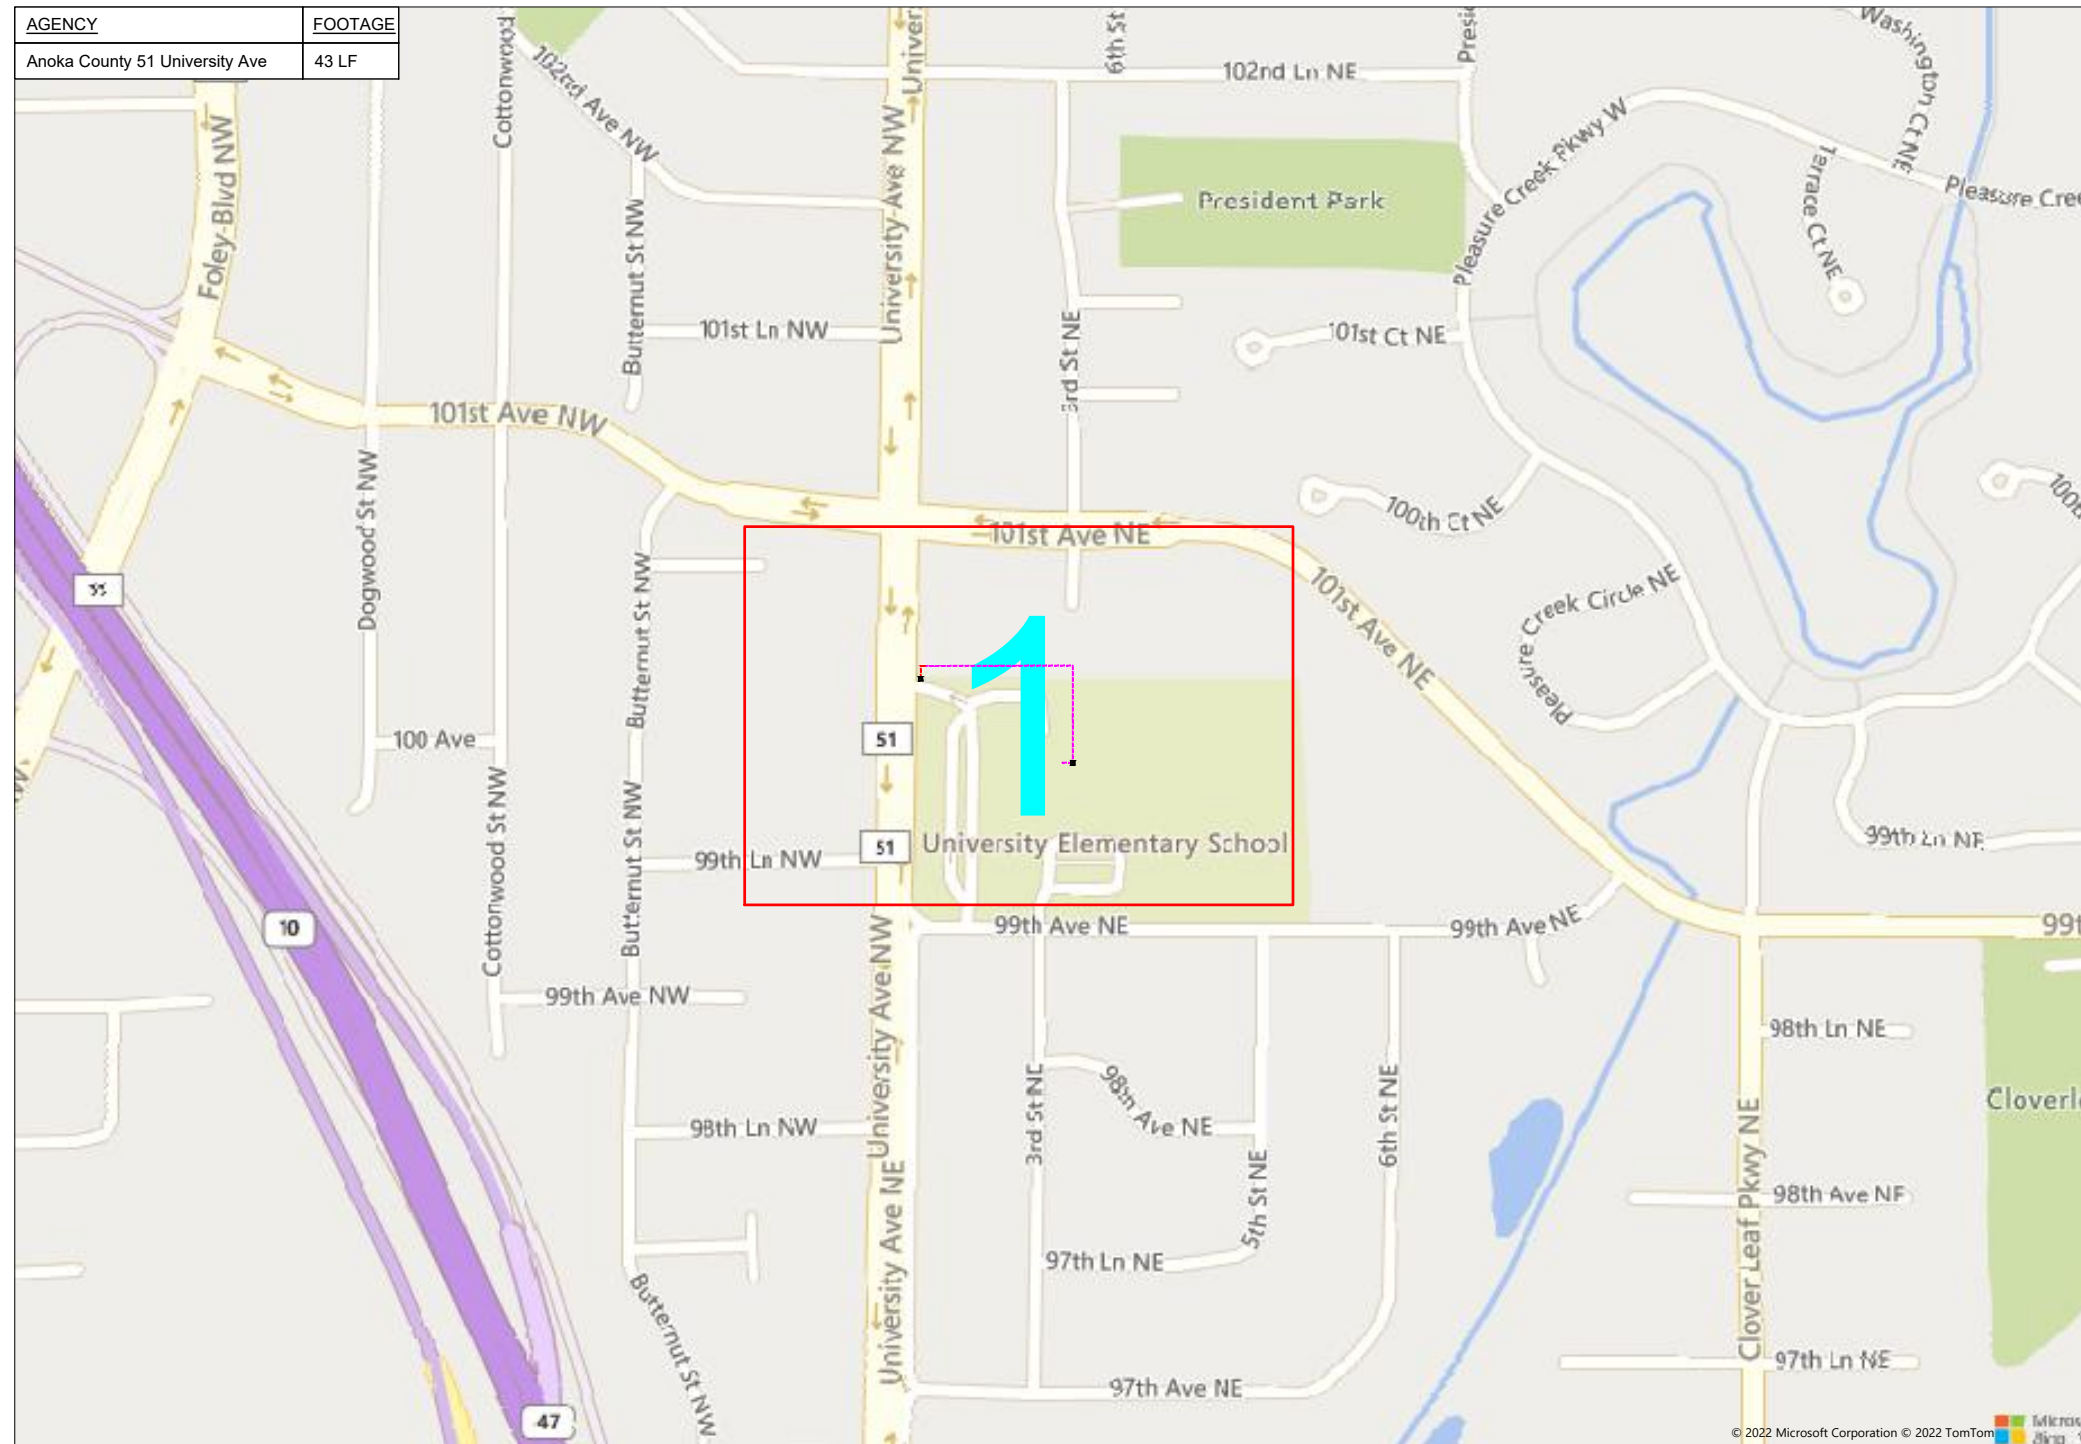 AGENCY FOOTAGE
Anoka County 51 University Ave 43 LF
Cottonwood
102nd Ave NW
6th St
102nd Ln NE
Washington Ct NE
Foley Blvd NW
University Ave NW
Pleasure Creek Pkwy W
Terrace Ct NE
President Park
Butternut St NW
101st Ln NW
3rd St NE
101st Ct NE
101st Ave NW
Dogwood St NW
100th Ct NE
101st Ave NE
Butternut St NW
101st Ave NE
Pleasure Creek Circle NE
1
51
100 Ave
Cottonwood St NW
Butternut St NW
99th Ln NW
51
University Elementary School
99th Ln NE
10
99th Ave NE
99th Ave NE
99th Ave NW
University Ave NW
98th Ln NE
98th Ave NE
98th Ln NW
3rd St NE
6th St NE
Clover Leaf Pkwy NE
5th St NE
98th Ave NE
97th Ln NE
University Ave NE
Butternut St NW
97th Ave NE
97th Ln NE
47
© 2022 Microsoft Corporation © 2022 TomTom